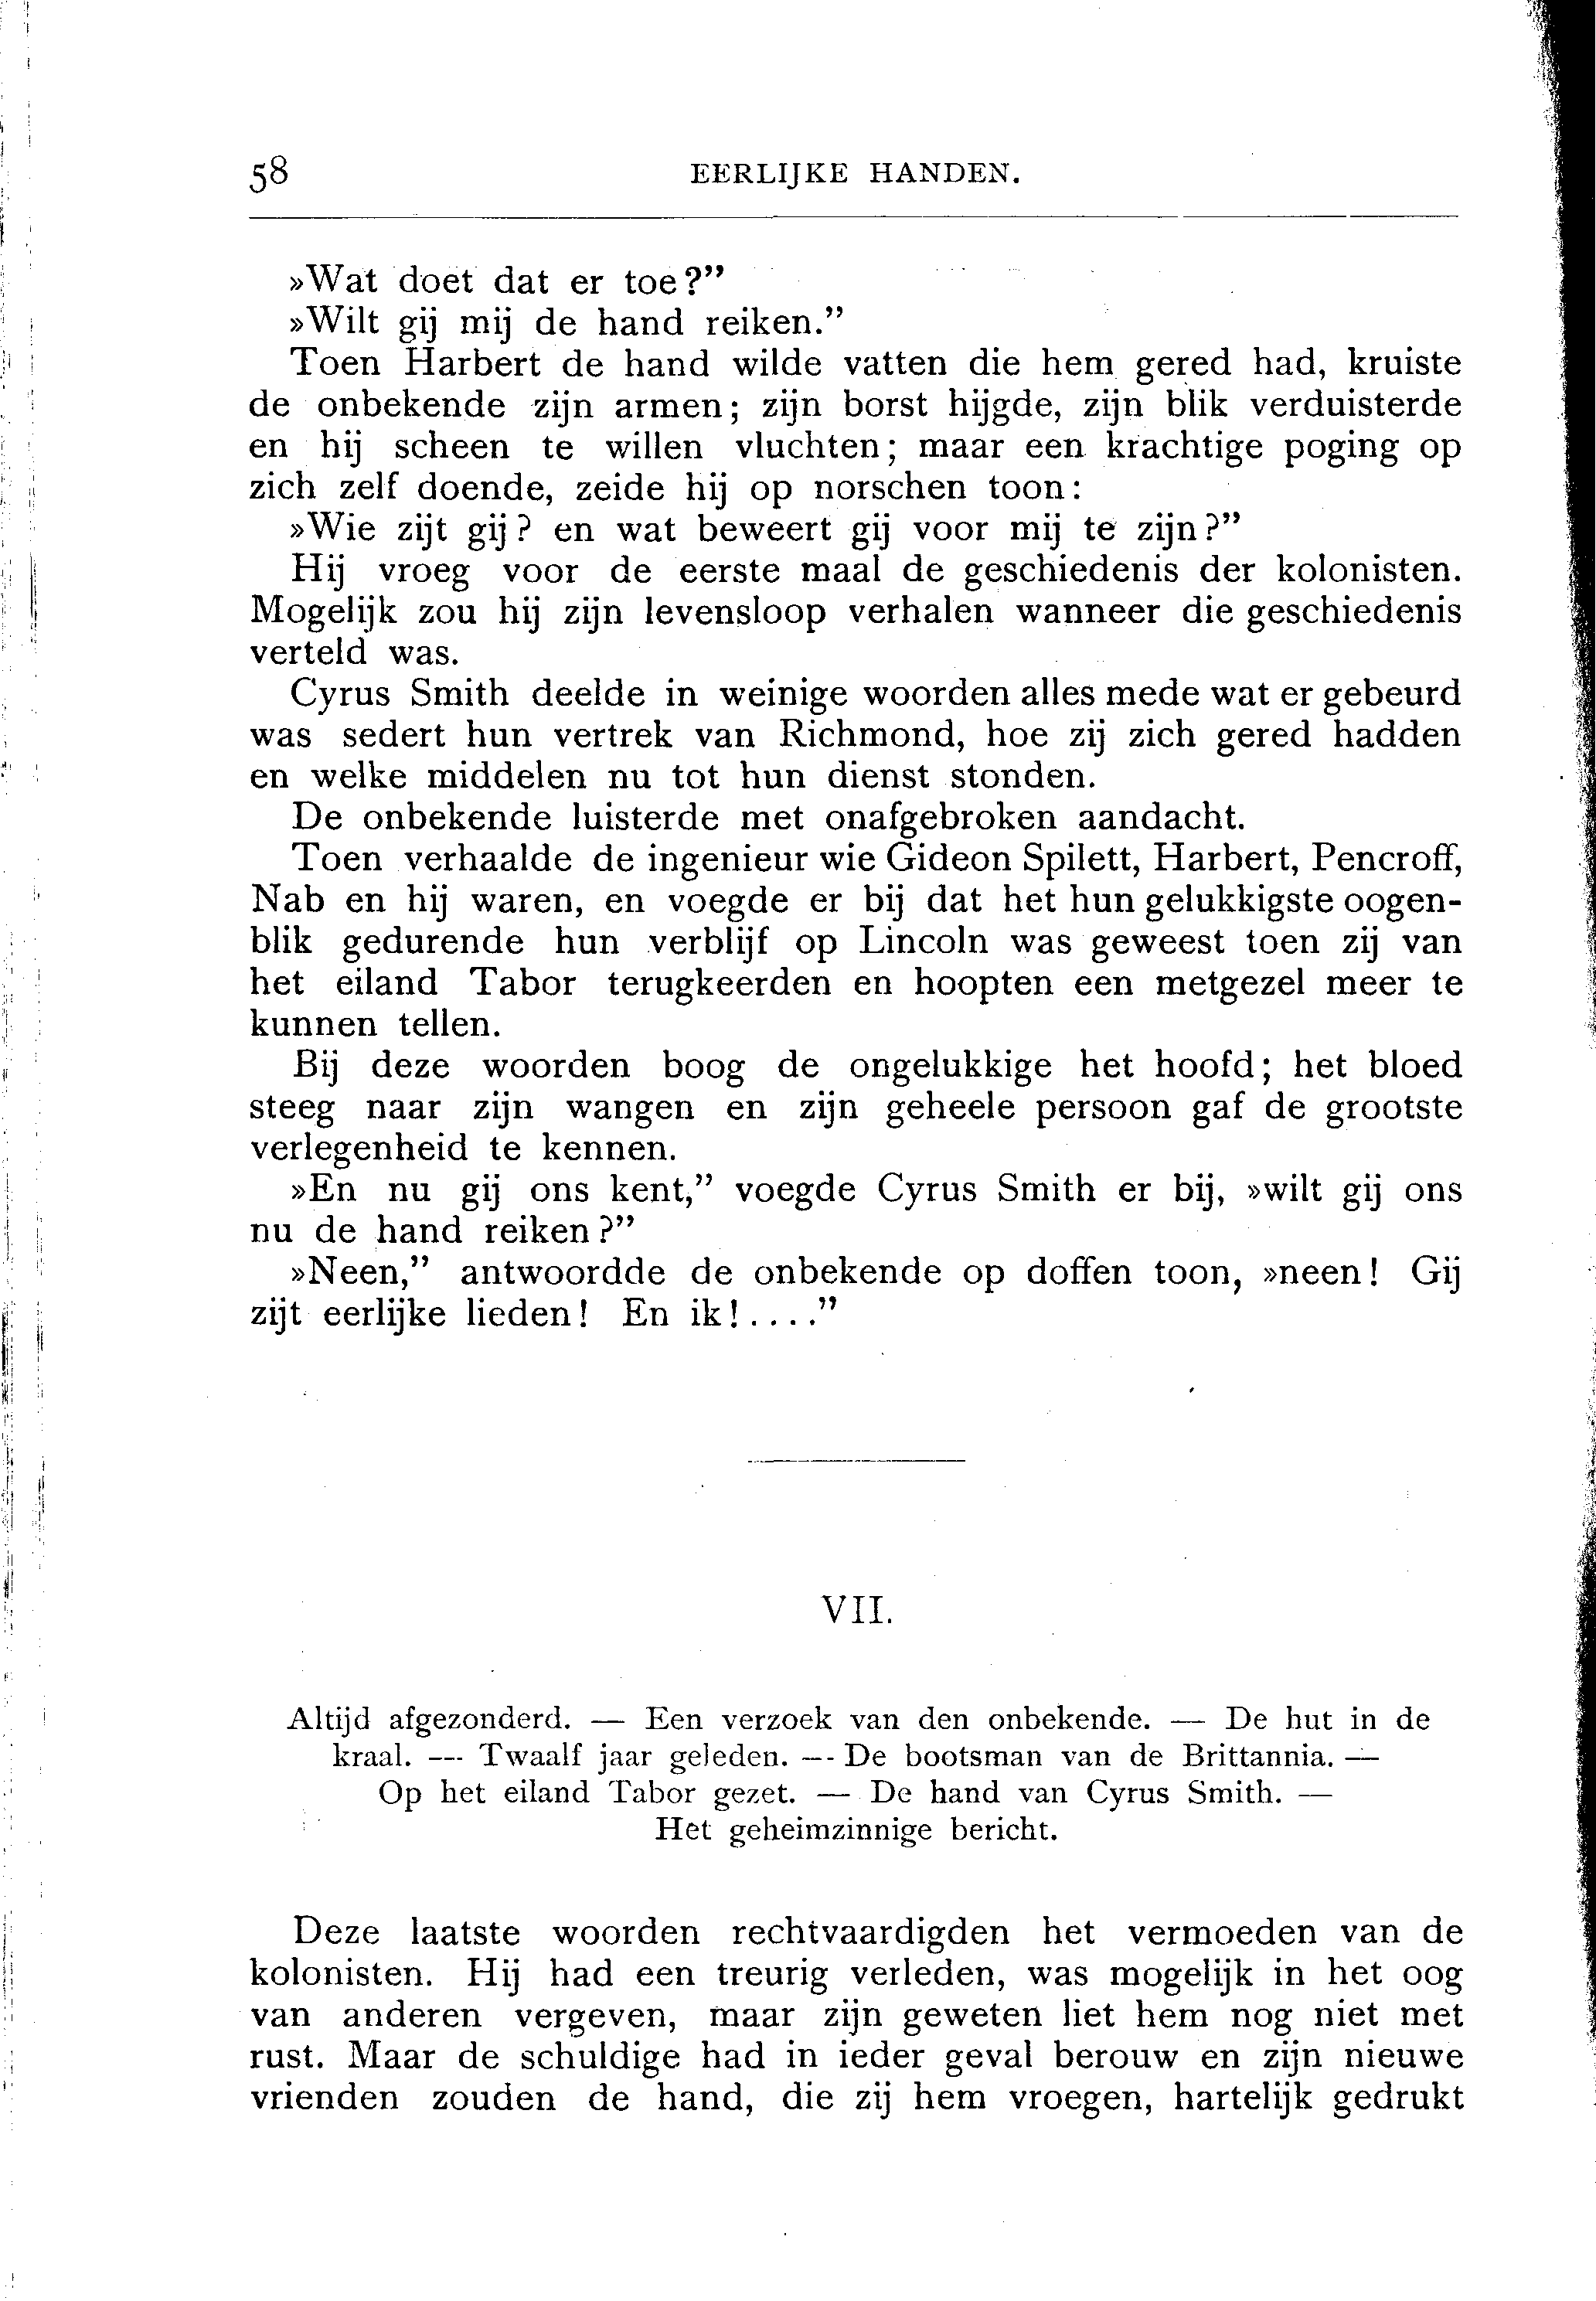 58 EERLIJKE HANDEN.
»Wat doet dat er toe?”
»Wilt gij mij de hand reiken.”
Toen Harbert de hand wilde vatten die hem gered had, kruiste
de onbekende zijn armen; zijn borst hijgde, zijn blik verduisterde
en hij scheen te willen vluchten; maar een krachtige poging op
zich zelf doende, zeide hij op norschen toon:
»Wie zijt gij? en wat beweert gij voor mij te zijn?”
Hij vroeg voor de eerste maal de geschiedenis der kolonisten.
Mogelijk zou hij zijn levensloop verhalen wanneer die geschiedenis
verteld was.
Cyrus Smith deelde in weinige woorden alles mede wat er gebeurd
was sedert hun vertrek van Richmond, hoe zij zich gered hadden
en welke middelen nu tot hun dienst stonden.
De onbekende luisterde met onafgebroken aandacht.
Toen verhaalde de ingenieur wie Gideon Spilett, Harbert, Pencroff,
Nab en hij waren, en voegde er bij dat het hun gelukkigste oogen-
blik gedurende hun verblijf op Lincoln was geweest toen zij van
het eiland Tabor terugkeerden en hoopten een metgezel meer te
kunnen tellen.
Bij deze woorden boog de ongelukkige het hoofd; het bloed
steeg naar zijn wangen en zijn geheele persoon gaf de grootste
verlegenheid te kennen.
»En nu gij ons kent,” voegde Cyrus Smith er bij, »wilt gij ons
nu de hand reiken?”
»Neen,” antwoordde de onbekende op doffen toon, »neen! Gij
zijt eerlijke lieden! En ik!....”
VII.
Altijd afgezonderd. — Een verzoek van den onbekende. — De hut in de
kraal. — Twaalf jaar geleden. — De bootsman van de Brittannia. —
Op het eiland Tabor gezet. — De hand van Cyrus Smith. —
Het geheimzinnige bericht.
Deze laatste woorden rechtvaardigden het vermoeden van de
kolonisten. Hij had een treurig verleden, was mogelijk in het oog
van anderen vergeven, maar zijn geweten liet hem nog niet met
rust. Maar de schuldige had in ieder geval berouw en zijn nieuwe
vrienden zouden de hand, die zij hem vroegen, hartelijk gedrukt